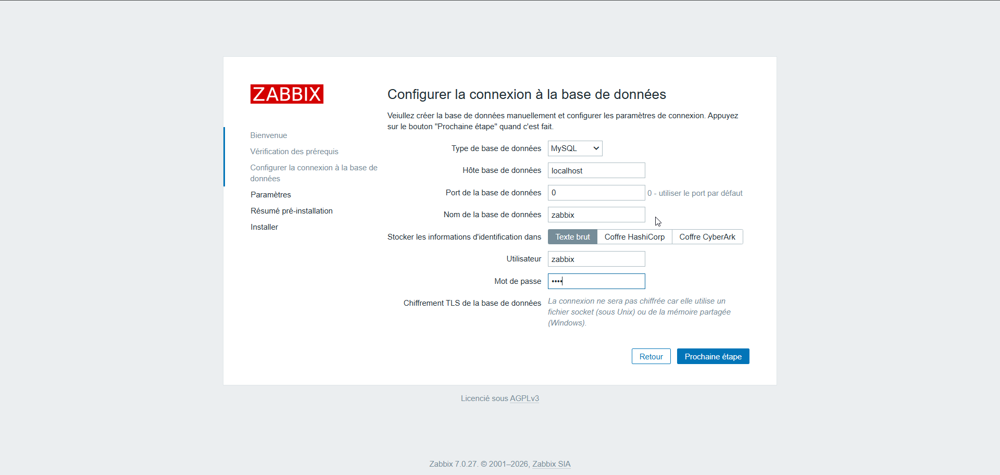 ZABBIX
Bienvenue
Vérification des prérequis
Configurer la connexion à la base de
données
Paramètres
Résumé pré-installation
Installer
Configurer la connexion à la base de données
Veiullez créer la base de données manuellement et configurer les paramètres de connexion. Appuyez
sur le bouton "Prochaine étape" quand c'est fait.
Type de base de données MySQL
Hôte base de données localhost
Port de la base de données 0 0 - utiliser le port par défaut
Nom de la base de données zabbix
Stocker les informations d'identification dans Texte brut Coffre HashiCorp Coffre CyberArk
Utilisateur zabbix
Mot de passe ••••
Chiffrement TLS de la base de données La connexion ne sera pas chiffrée car elle utilise un
fichier socket (sous Unix) ou de la mémoire partagée
(Windows).
Retour Prochaine étape
Licencié sous AGPLv3
Zabbix 7.0.27. © 2001–2026, Zabbix SIA